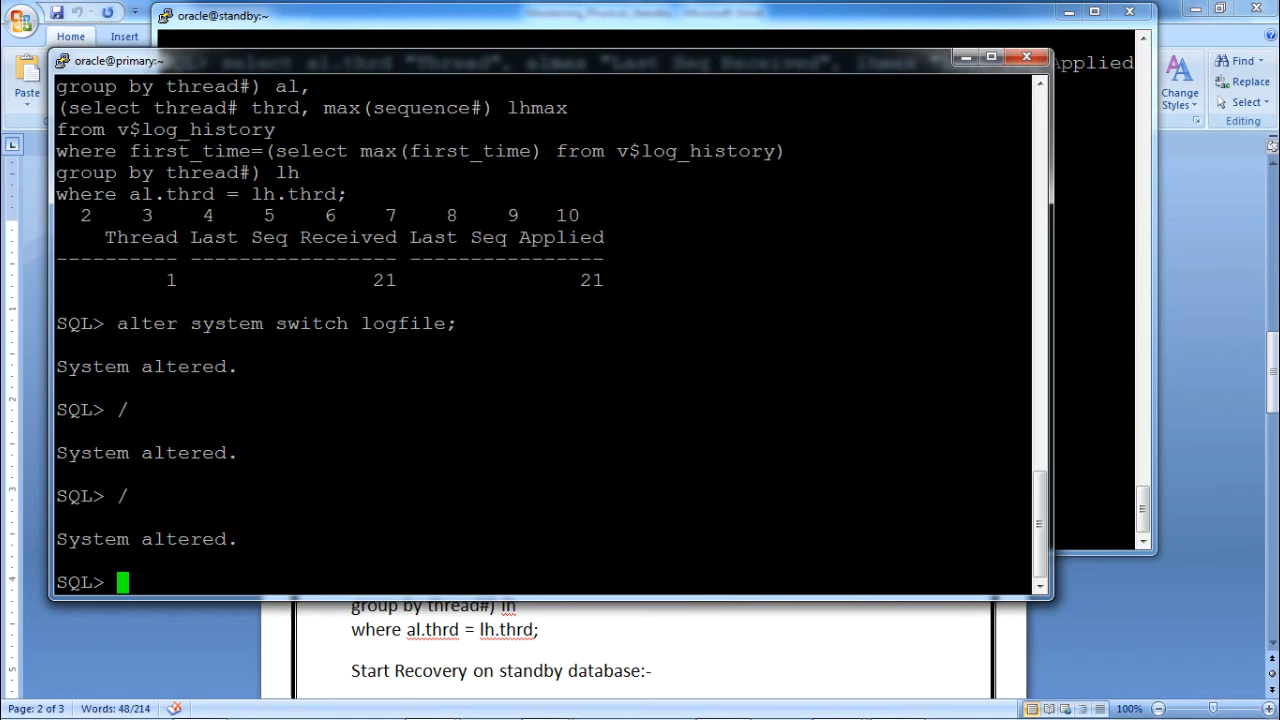 oracle@standby:~
Home Insert
Applied
oracle@primary:~
Paste
Find
Replace
Select
Change
Styles
Editing
group by thread#) al,
(select thread# thrd, max(sequence#) lhmax
from v$log_history
where first_time=(select max(first_time) from v$log_history)
group by thread#) lh
where al.thrd = lh.thrd;
2 3 4 5 6 7 8 9 10
Thread Last Seq Received Last Seq Applied
---------- ----------------- ----------------
1 21 21
SQL> alter system switch logfile;
System altered.
SQL> /
System altered.
SQL> /
System altered.
SQL>
group by thread#) lh
where al.thrd = lh.thrd;
Start Recovery on standby database:-
Page: 2 of 3 Words: 48/214 100%